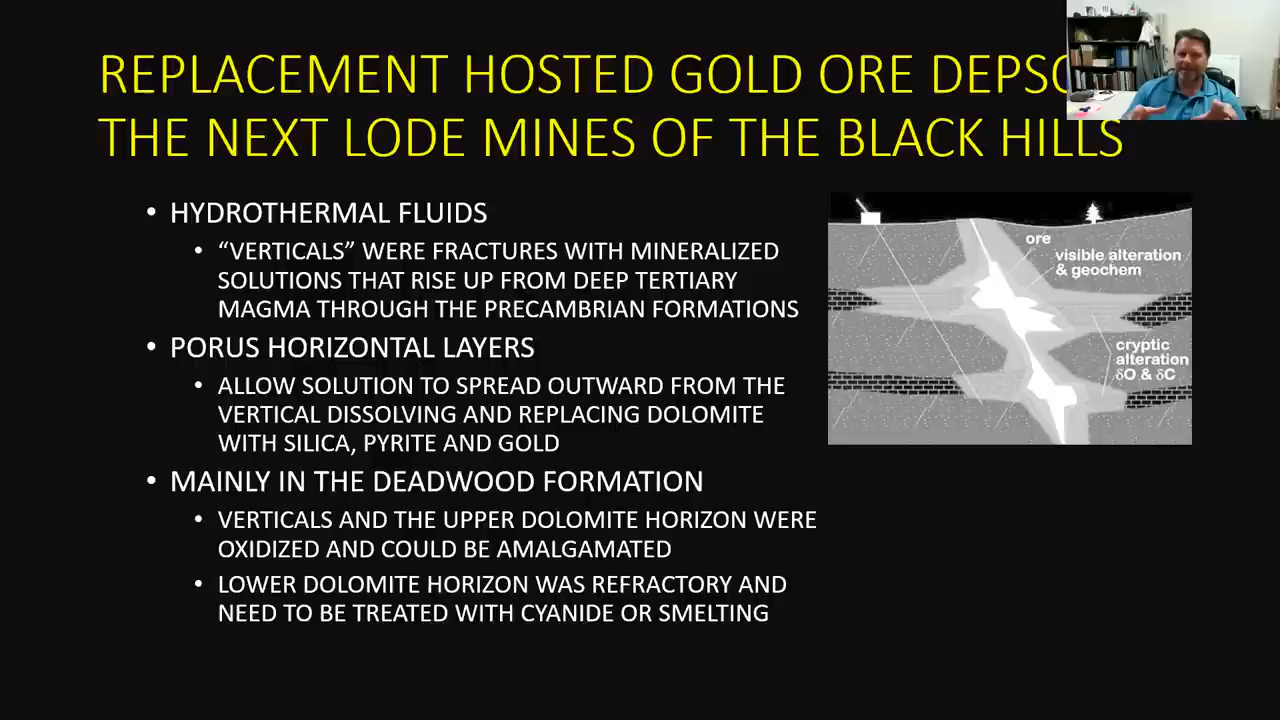 REPLACEMENT HOSTED GOLD ORE
THE NEXT LODE MINES OF THE BLACK HILLS
• HYDROTHERMAL FLUIDS
• “VERTICALS” WERE FRACTURES WITH MINERALIZED
SOLUTIONS THAT RISE UP FROM DEEP TERTIARY
MAGMA THROUGH THE PRECAMBRIAN FORMATIONS
• PORUS HORIZONTAL LAYERS
• ALLOW SOLUTION TO SPREAD OUTWARD FROM THE
VERTICAL DISSOLVING AND REPLACING DOLOMITE
WITH SILICA, PYRITE AND GOLD
• MAINLY IN THE DEADWOOD FORMATION
• VERTICALS AND THE UPPER DOLOMITE HORIZON WERE
OXIDIZED AND COULD BE AMALGAMATED
• LOWER DOLOMITE HORIZON WAS REFRACTORY AND
NEED TO BE TREATED WITH CYANIDE OR SMELTING
ore
visible alteration
& geochem
cryptic
alteration
δO & δC